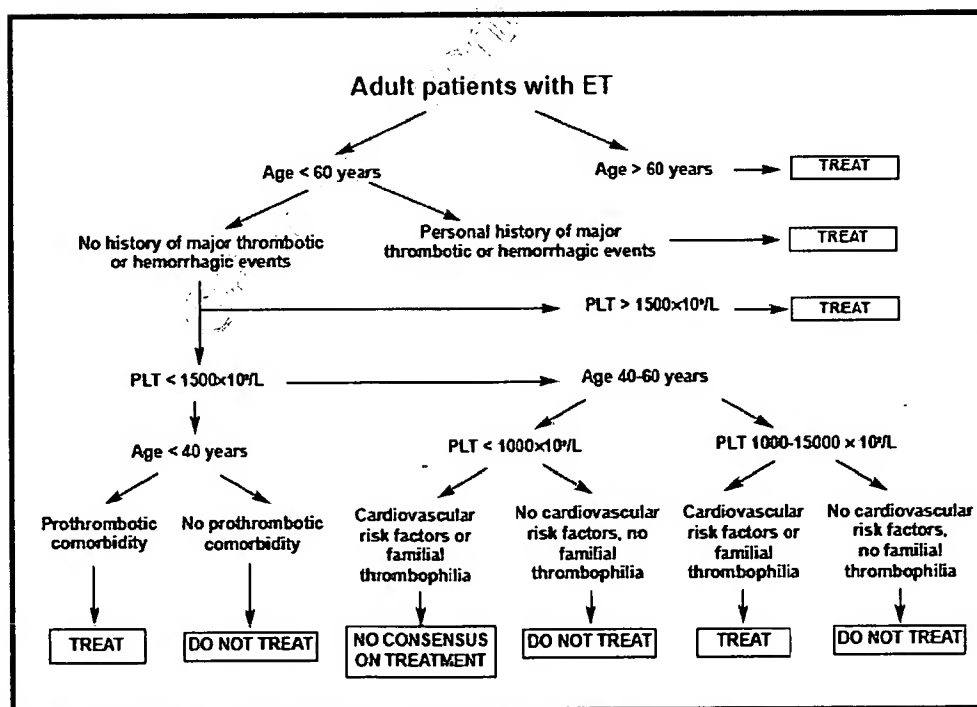 Adult patients with ET
Age < 60 years
Age > 60 years
TREAT
No history of major thrombotic
or hemorrhagic events
Personal history of major
thrombotic or hemorrhagic events
TREAT
PLT > 1500×10⁹/L
TREAT
PLT < 1500×10⁹/L
Age 40-60 years
Age < 40 years
PLT < 1000×10⁹/L
PLT 1000-15000 × 10⁹/L
Prothrombotic
comorbidity
No prothrombotic
comorbidity
Cardiovascular
risk factors or
familial
thrombophilia
No cardiovascular
risk factors, no
familial
thrombophilia
Cardiovascular
risk factors or
familial
thrombophilia
No cardiovascular
risk factors,
no familial
thrombophilia
TREAT
DO NOT TREAT
NO CONSENSUS
ON TREATMENT
DO NOT TREAT
TREAT
DO NOT TREAT